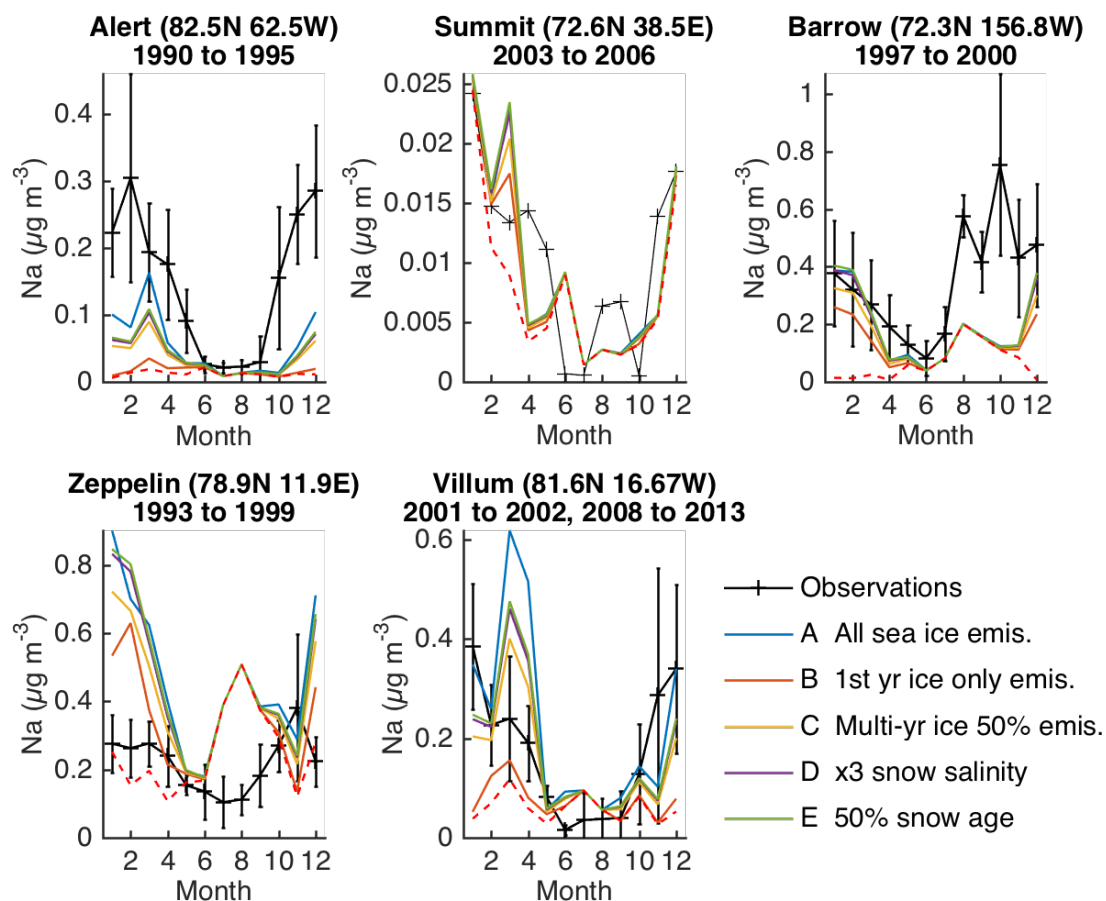 Alert (82.5N 62.5W)
1990 to 1995
Summit (72.6N 38.5E)
2003 to 2006
Barrow (72.3N 156.8W)
1997 to 2000
Na (µg m⁻³)
0.4
0.3
0.2
0.1
0
2 4 6 8 10 12
Month
Na (µg m⁻³)
0.025
0.02
0.015
0.01
0.005
0
2 4 6 8 10 12
Month
Na (µg m⁻³)
1
0.8
0.6
0.4
0.2
0
2 4 6 8 10 12
Month
Zeppelin (78.9N 11.9E)
1993 to 1999
Villum (81.6N 16.67W)
2001 to 2002, 2008 to 2013
Na (µg m⁻³)
0.8
0.6
0.4
0.2
0
2 4 6 8 10 12
Month
Na (µg m⁻³)
0.6
0.4
0.2
0
2 4 6 8 10 12
Month
Observations
A All sea ice emis.
B 1st yr ice only emis.
C Multi-yr ice 50% emis.
D x3 snow salinity
E 50% snow age